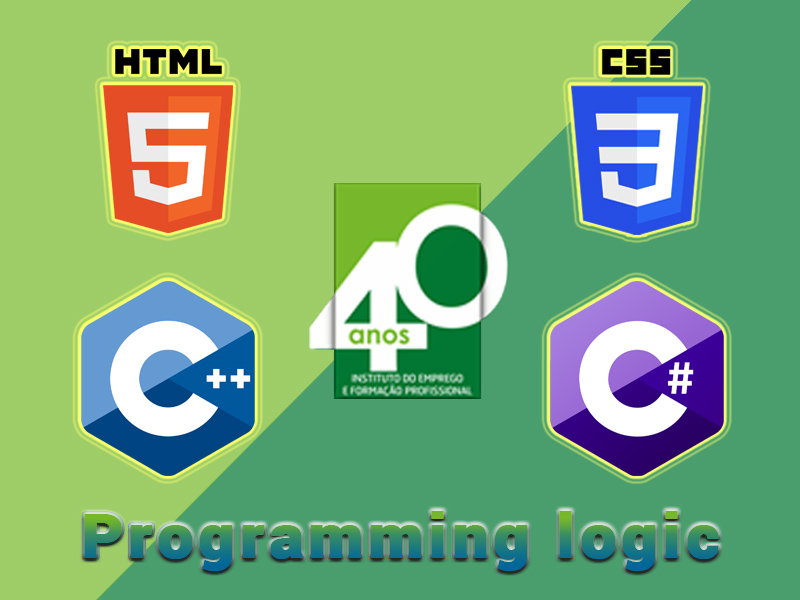 HTML
5
CSS
3
40
anos
INSTITUTO DO EMPREGO
E FORMAÇÃO PROFISSIONAL
C++
C#
Programming logic